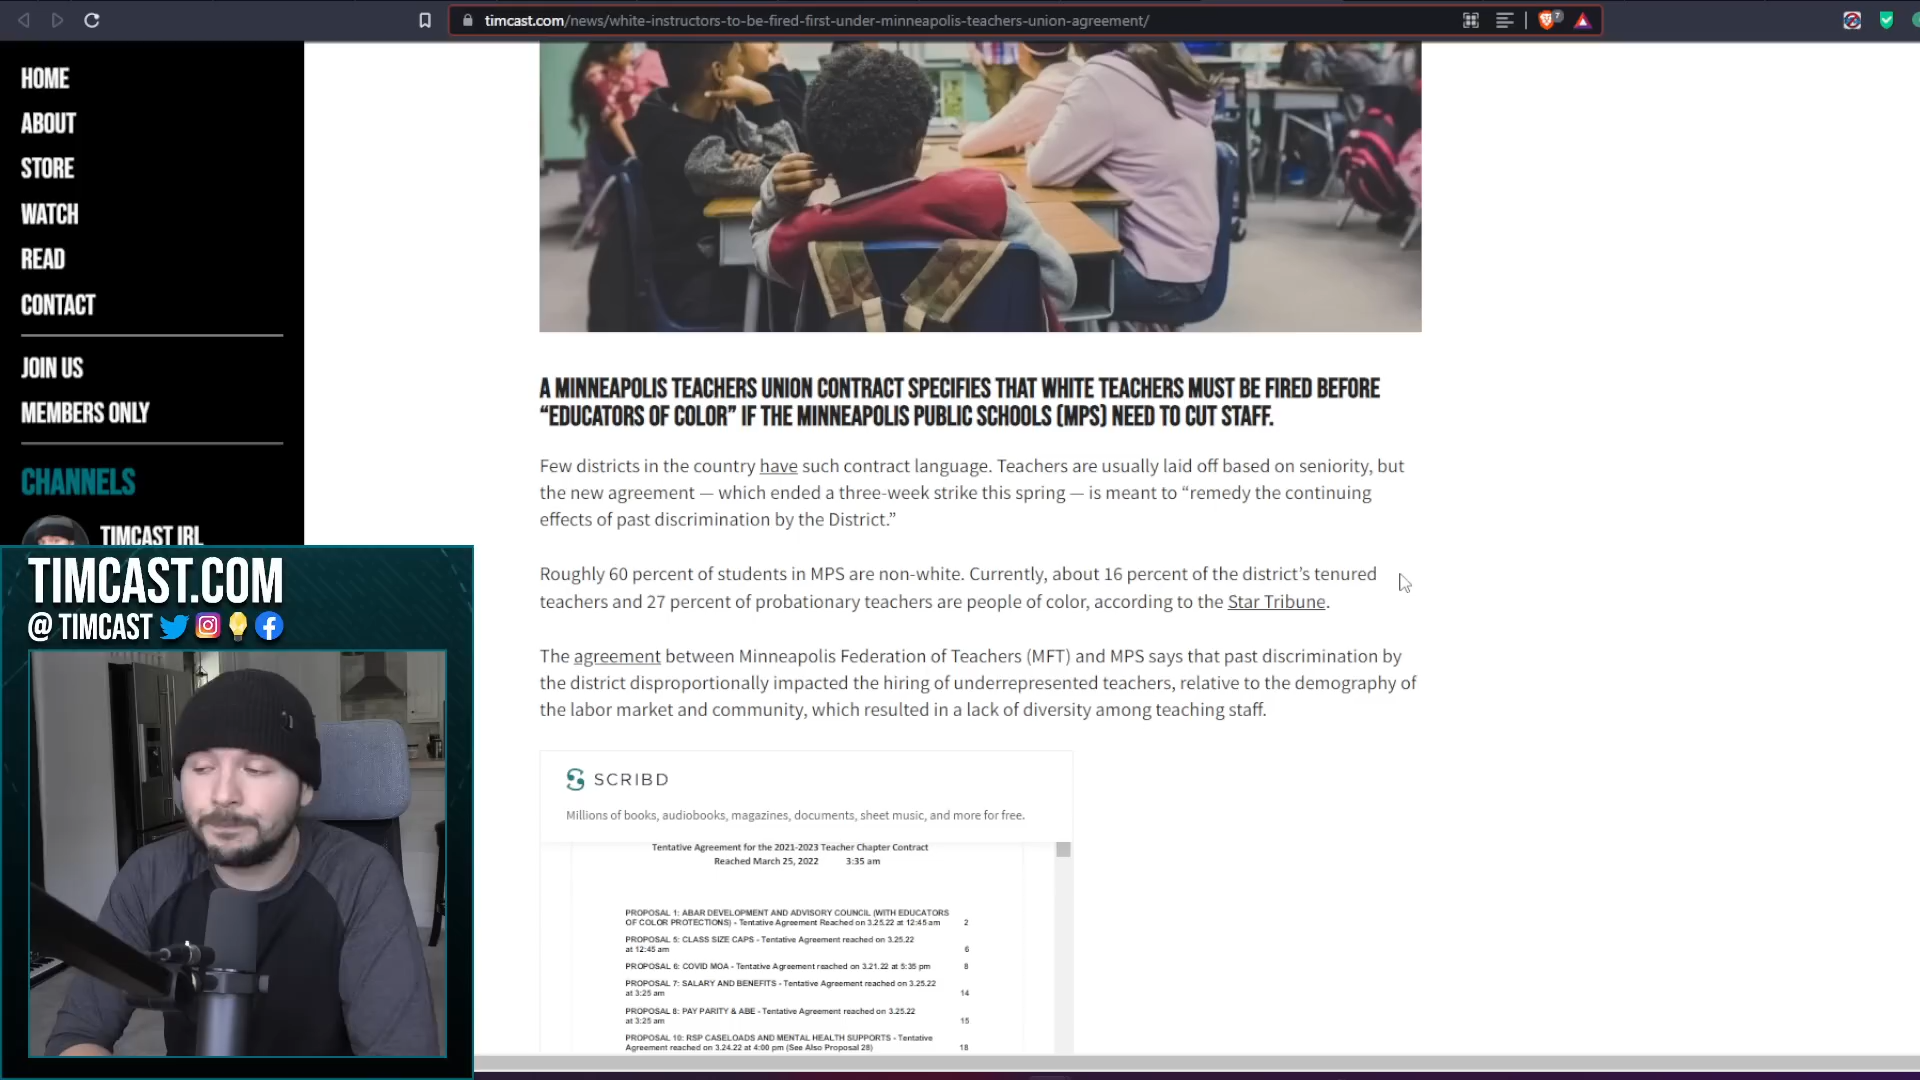 timcast.com/news/white-instructors-to-be-fired-first-under-minneapolis-teachers-union-agreement/
7
HOME
ABOUT
STORE
WATCH
READ
CONTACT
JOIN US
MEMBERS ONLY
CHANNELS
TIMCAST IRL
TIMCAST.COM
@ TIMCAST
A MINNEAPOLIS TEACHERS UNION CONTRACT SPECIFIES THAT WHITE TEACHERS MUST BE FIRED BEFORE
“EDUCATORS OF COLOR” IF THE MINNEAPOLIS PUBLIC SCHOOLS (MPS) NEED TO CUT STAFF.
Few districts in the country have such contract language. Teachers are usually laid off based on seniority, but
the new agreement — which ended a three-week strike this spring — is meant to “remedy the continuing
effects of past discrimination by the District.”
Roughly 60 percent of students in MPS are non-white. Currently, about 16 percent of the district’s tenured
teachers and 27 percent of probationary teachers are people of color, according to the Star Tribune.
The agreement between Minneapolis Federation of Teachers (MFT) and MPS says that past discrimination by
the district disproportionally impacted the hiring of underrepresented teachers, relative to the demography of
the labor market and community, which resulted in a lack of diversity among teaching staff.
SCRIBD
Millions of books, audiobooks, magazines, documents, sheet music, and more for free.
Tentative Agreement for the 2021-2023 Teacher Chapter Contract
Reached March 25, 2022 3:35 am
PROPOSAL 1: ABAR DEVELOPMENT AND ADVISORY COUNCIL (WITH EDUCATORS
OF COLOR PROTECTIONS) - Tentative Agreement Reached on 3.25.22 at 12:45 am 2
PROPOSAL 5: CLASS SIZE CAPS - Tentative Agreement reached on 3.25.22
at 12:45 am 6
PROPOSAL 6: COVID MOA - Tentative Agreement reached on 3.21.22 at 5:35 pm 8
PROPOSAL 7: SALARY AND BENEFITS - Tentative Agreement reached on 3.25.22
at 3:25 am 14
PROPOSAL 8: PAY PARITY & ABE - Tentative Agreement reached on 3.25.22
at 3:25 am 15
PROPOSAL 10: RSP CASELOADS AND MENTAL HEALTH SUPPORTS - Tentative
Agreement reached on 3.24.22 at 4:00 pm (See Also Proposal 28) 18